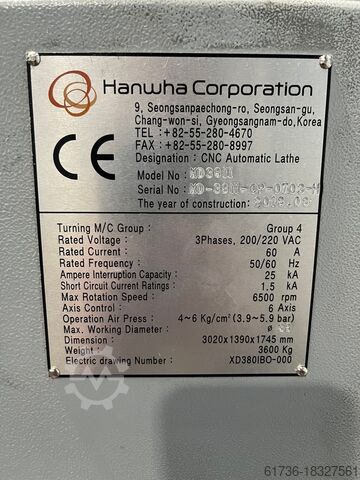 Hanwha Corporation
9, Seongsanpaechong-ro, Seongsan-gu,
Chang-won-si, Gyeongsangnam-do, Korea
TEL : +82-55-280-4670
FAX : +82-55-280-8997
CE
Designation : CNC Automatic Lathe
Model No :
Serial No :
The year of construction :
Turning M/C Group : Group 4
Rated Voltage : 3Phases, 200/220 VAC
Rated Current : 60 A
Rated Frequency : 50/60 Hz
Ampere Interruption Capacity : 25 kA
Short Circuit Current Ratings : 1.5 kA
Max Rotation Speed : 6500 rpm
Axis Control : 6 Axis
Operation Air Press : 4~6 Kg/cm²(3.9~5.9 bar)
Max. Working Diameter : ø
Dimension : 3020x1390x1745 mm
Weight : 3600 Kg
Electric drawing Number : XD380IBO-000
61736-18327561